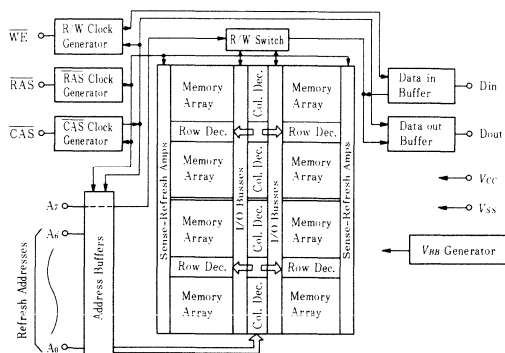 WE
R/W Clock
Generator
RAS
RAS Clock
Generator
CAS
CAS Clock
Generator
R/W Switch
Data in
Buffer
Din
Data out
Buffer
Dout
VCC
VSS
VBB Generator
Sense-Refresh Amps
Memory
Array
Row Dec.
Memory
Array
Memory
Array
Row Dec.
Memory
Array
I/O Busses
Col. Dec.
Col. Dec.
Col. Dec.
Col. Dec.
I/O Busses
Memory
Array
Row Dec.
Memory
Array
Memory
Array
Row Dec.
Memory
Array
Sense-Refresh Amps
A7
A6
A0
Refresh Addresses
Address Buffers